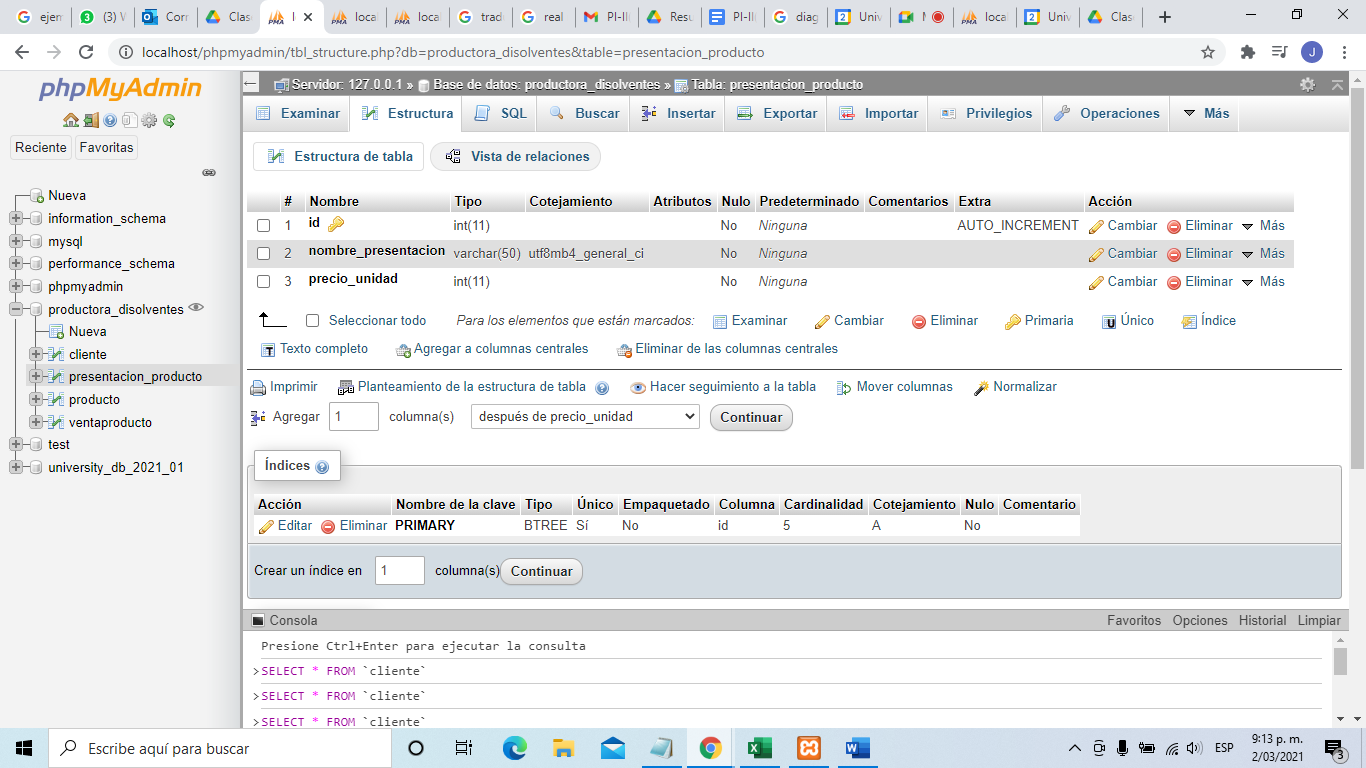 ejem
(3) W
Corr
Clase
l
local
local
trad
real
PI-II
Resu
PI-II
diag
Univ
M
local
Univ
Clas
localhost/phpmyadmin/tbl_structure.php?db=productora_disolventes&table=presentacion_producto
J
phpMyAdmin
Reciente
Favoritas
Nueva
information_schema
mysql
performance_schema
phpmyadmin
productora_disolventes
Nueva
cliente
presentacion_producto
producto
ventaproducto
test
university_db_2021_01
Servidor: 127.0.0.1 » Base de datos: productora_disolventes » Tabla: presentacion_producto
Examinar Estructura SQL Buscar Insertar Exportar Importar Privilegios Operaciones Más
Estructura de tabla Vista de relaciones
# Nombre Tipo Cotejamiento Atributos Nulo Predeterminado Comentarios Extra Acción
1 id int(11) No Ninguna AUTO_INCREMENT Cambiar Eliminar Más
2 nombre_presentacion varchar(50) utf8mb4_general_ci No Ninguna Cambiar Eliminar Más
3 precio_unidad int(11) No Ninguna Cambiar Eliminar Más
Seleccionar todo Para los elementos que están marcados: Examinar Cambiar Eliminar Primaria Único Índice
Texto completo Agregar a columnas centrales Eliminar de las columnas centrales
Imprimir Planteamiento de la estructura de tabla Hacer seguimiento a la tabla Mover columnas Normalizar
Agregar 1 columna(s) después de precio_unidad Continuar
Índices
Acción Nombre de la clave Tipo Único Empaquetado Columna Cardinalidad Cotejamiento Nulo Comentario
Editar Eliminar PRIMARY BTREE Sí No id 5 A No
Crear un índice en 1 columna(s) Continuar
Consola Favoritos Opciones Historial Limpiar
Presione Ctrl+Enter para ejecutar la consulta
>SELECT * FROM `cliente`
>SELECT * FROM `cliente`
>SELECT * FROM `cliente`
Escribe aquí para buscar
ESP
9:13 p. m.
2/03/2021
3